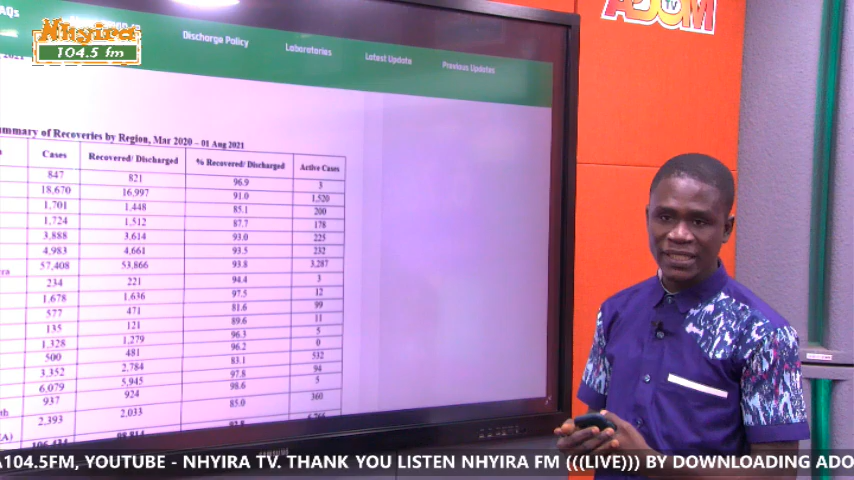 AQs
Nhyira
104.5 fm
Discharge Policy
Laboratories
Latest Update
Previous Updates
ADOM
TV
2021
ummary of Recoveries by Region, Mar 2020 – 01 Aug 2021
Cases Recovered/ Discharged % Recovered/ Discharged Active Cases
847 821 96.9 3
18,670 16,997 91.0 1,520
1,701 1,448 85.1 200
1,724 1,512 87.7 178
3,888 3,614 93.0 225
4,983 4,661 93.5 232
57,408 53,866 93.8 3,287
234 221 94.4 3
1,678 1,636 97.5 12
577 471 81.6 99
135 121 89.6 11
1,328 1,279 96.3 5
500 481 96.2 0
3,352 2,784 83.1 532
6,079 5,945 97.8 94
937 924 98.6 5
2,393 2,033 85.0 360
A104.5FM, YOUTUBE - NHYIRA TV. THANK YOU LISTEN NHYIRA FM (((LIVE))) BY DOWNLOADING ADO